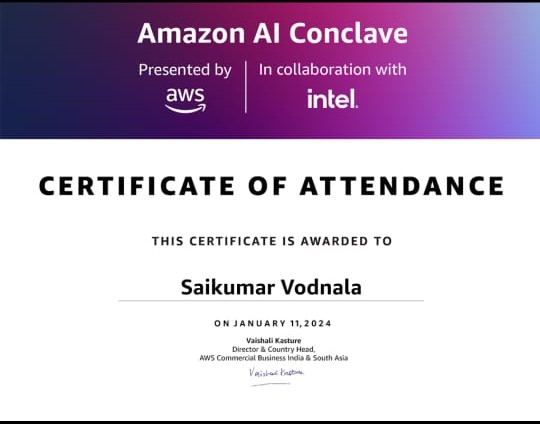 Amazon AI Conclave
Presented by
aws
In collaboration with
intel.
CERTIFICATE OF ATTENDANCE
THIS CERTIFICATE IS AWARDED TO
Saikumar Vodnala
ON JANUARY 11,2024
Vaishali Kasture
Director & Country Head,
AWS Commercial Business India & South Asia
Vaishali Kasture